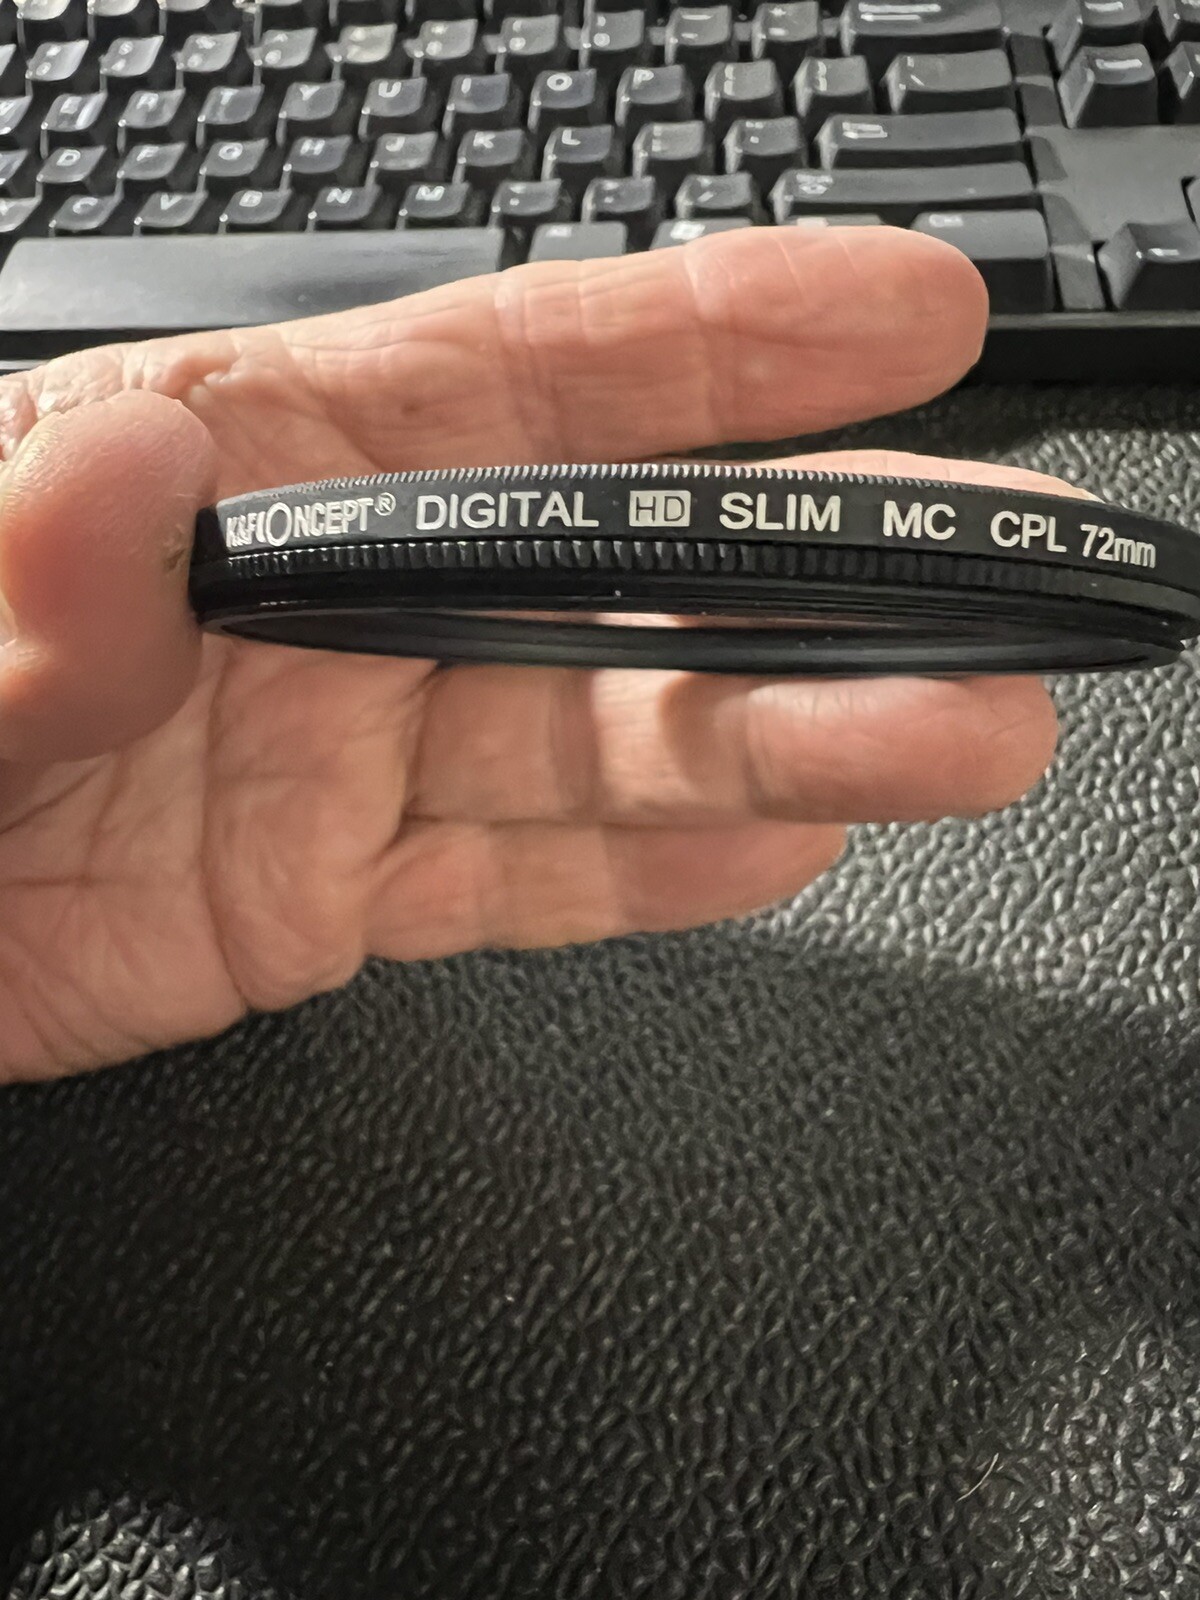 E R T Y U I O P
D F G H J K L
C V B N M
K&F CONCEPT® DIGITAL HD SLIM MC CPL 72mm